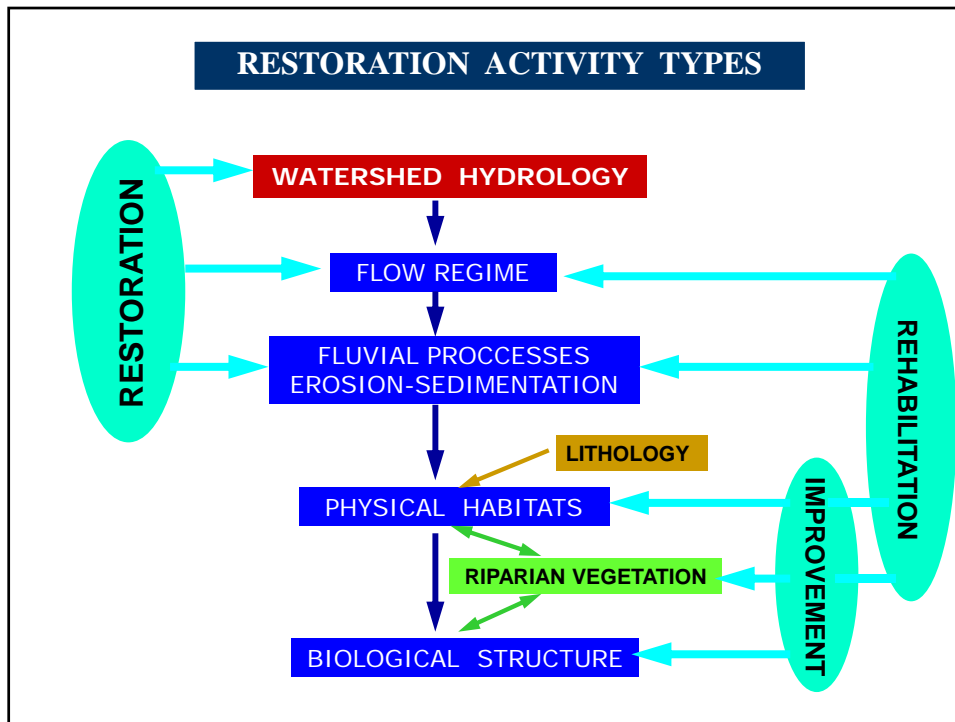 RESTORATION ACTIVITY TYPES
RESTORATION
WATERSHED HYDROLOGY
FLOW REGIME
FLUVIAL PROCCESSES
EROSION-SEDIMENTATION
LITHOLOGY
PHYSICAL HABITATS
RIPARIAN VEGETATION
BIOLOGICAL STRUCTURE
IMPROVEMENT
REHABILITATION